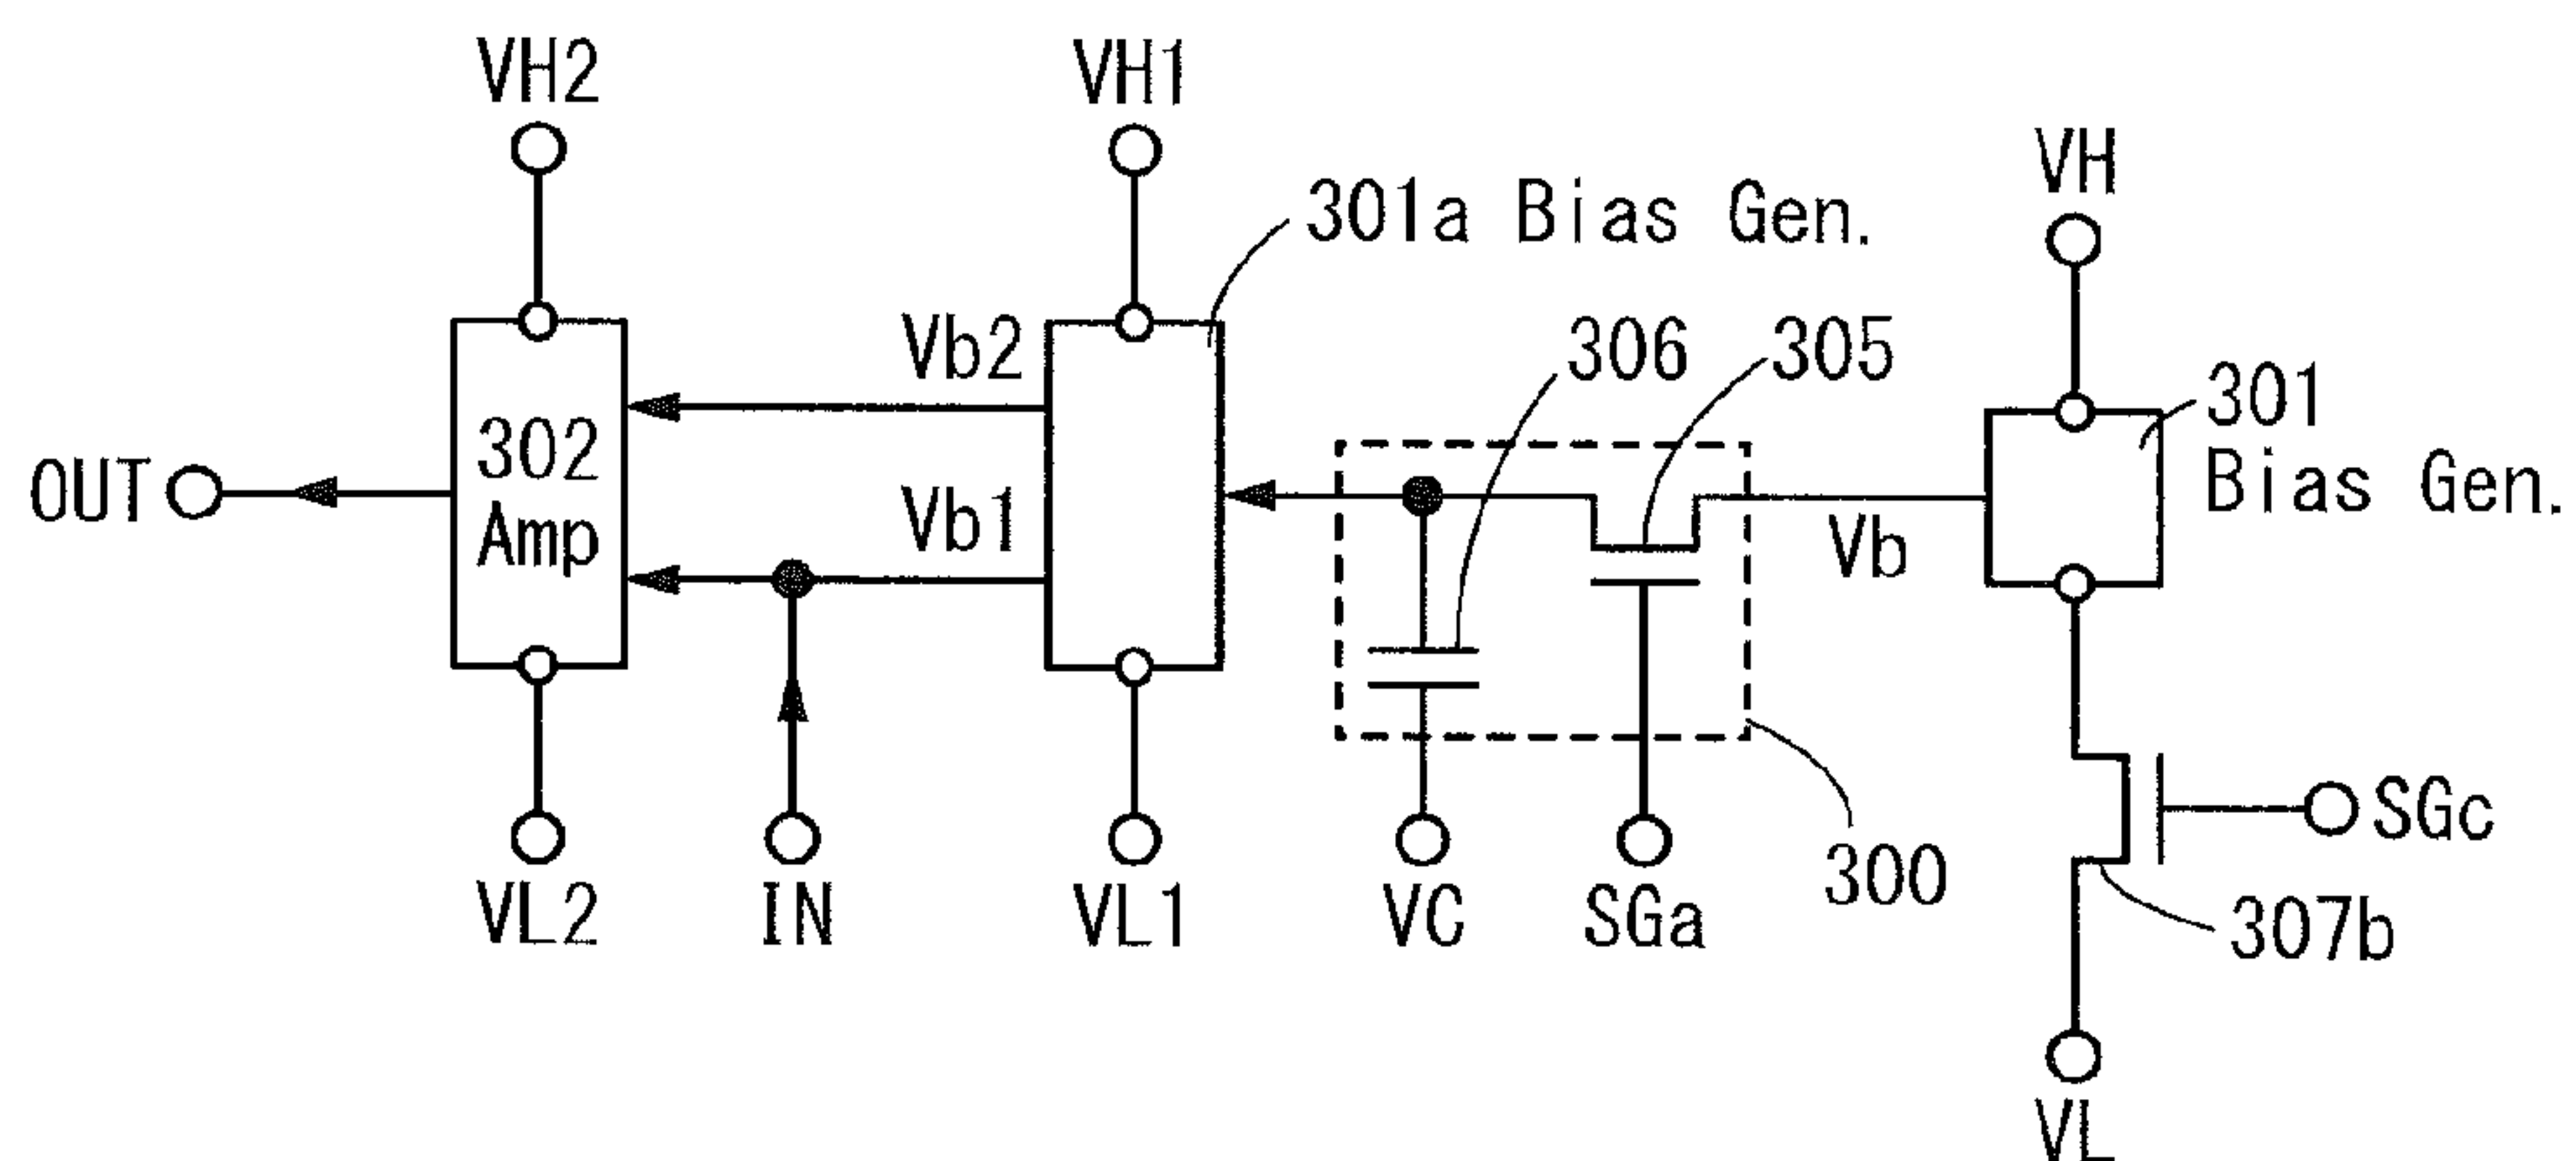 VH2
VH1
VH
301a Bias Gen.
Vb2
306
305
301
Bias Gen.
302
Amp
OUT
Vb1
Vb
SGc
300
VL2
IN
VL1
VC
SGa
307b
VL